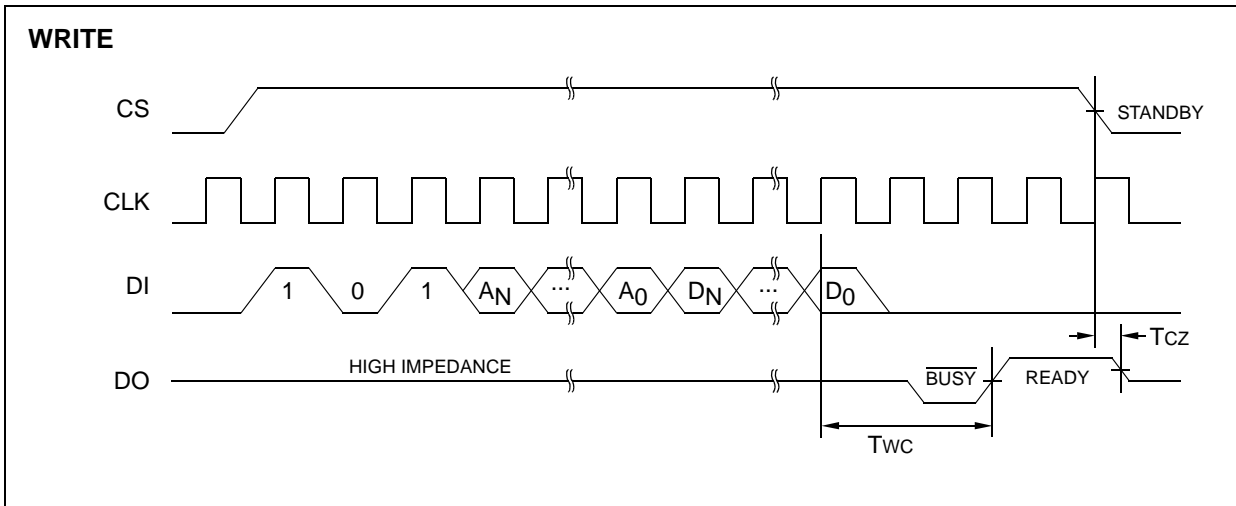 WRITE
CS
STANDBY
CLK
DI 1 0 1 AN ... A0 DN ... D0
TCZ
DO HIGH IMPEDANCE BUSY READY
TWC